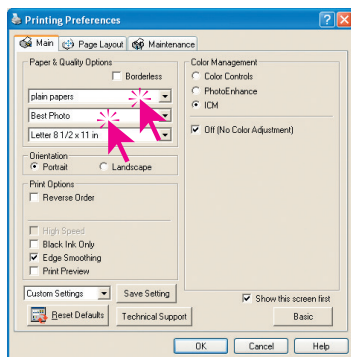 Printing Preferences
Main
Page Layout
Maintenance
Paper & Quality Options
Borderless
plain papers
Best Photo
Letter 8 1/2 x 11 in
Orientation
Portrait
Landscape
Print Options
Reverse Order
High Speed
Black Ink Only
Edge Smoothing
Print Preview
Color Management
Color Controls
PhotoEnhance
ICM
Off (No Color Adjustment)
Custom Settings
Save Setting
Show this screen first
Reset Defaults
Technical Support
Basic
OK
Cancel
Help